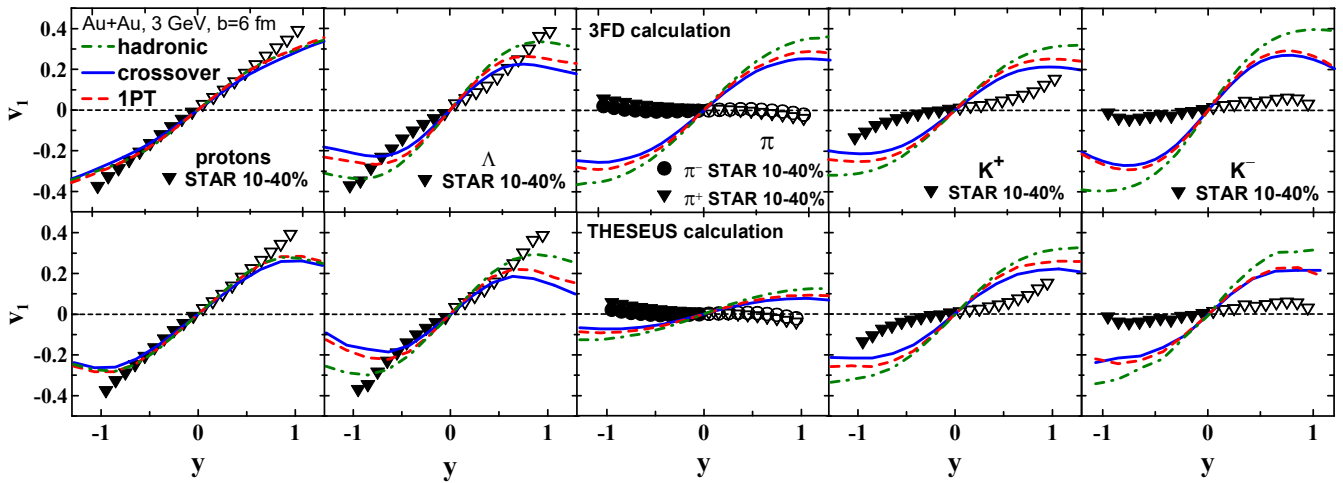 Au+Au, 3 GeV, b=6 fm
hadronic
crossover
1PT
protons
STAR 10-40%
Λ
STAR 10-40%
3FD calculation
π
π⁻ STAR 10-40%
π⁺ STAR 10-40%
K⁺
STAR 10-40%
K⁻
STAR 10-40%
v₁
0.4
0.2
0
-0.2
-0.4
THESEUS calculation
v₁
0.4
0.2
0
-0.2
-0.4
-1 0 1
-1 0 1
-1 0 1
-1 0 1
-1 0 1
y
y
y
y
y